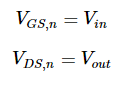 V_{GS,n} = V_{in}
V_{DS,n} = V_{out}